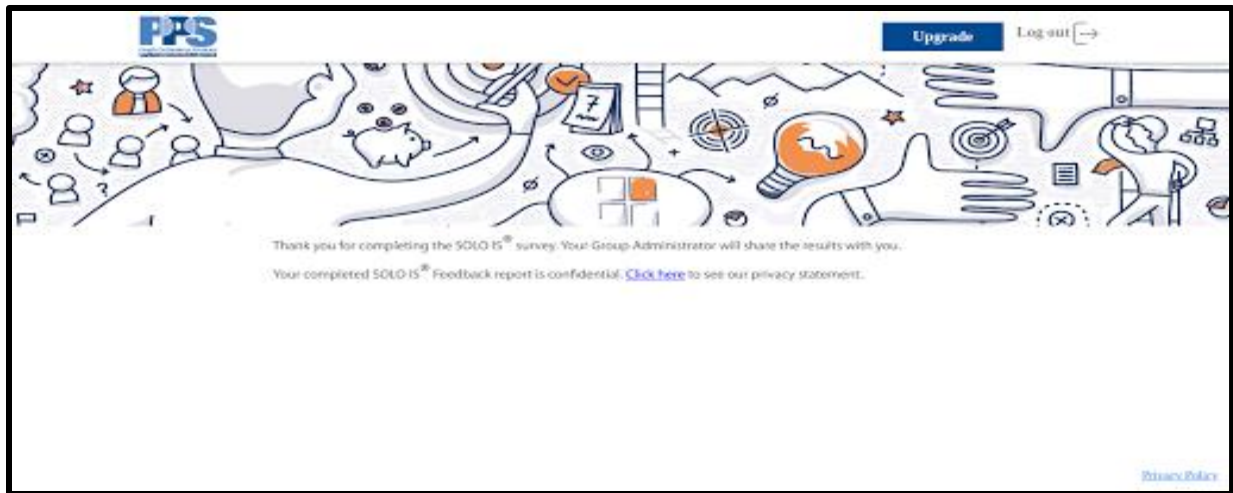 PPS
Upgrade
Log out
7
?
Thank you for completing the SOLO IS® survey. Your Group Administrator will share the results with you.
Your completed SOLO IS® Feedback report is confidential. Click here to see our privacy statement.
Privacy Policy